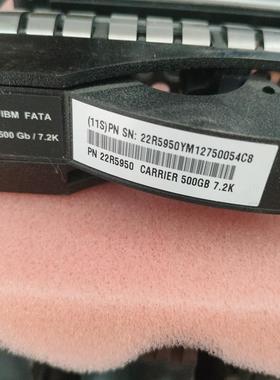 IBM FATA
500 Gb / 7.2K
(11S)PN SN: 22R5950YM12750054C8
PN 22R5950 CARRIER 500GB 7.2K